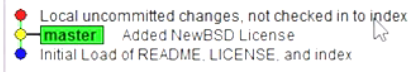 Local uncommitted changes, not checked in to index
master Added NewBSD License
Initial Load of README, LICENSE, and index